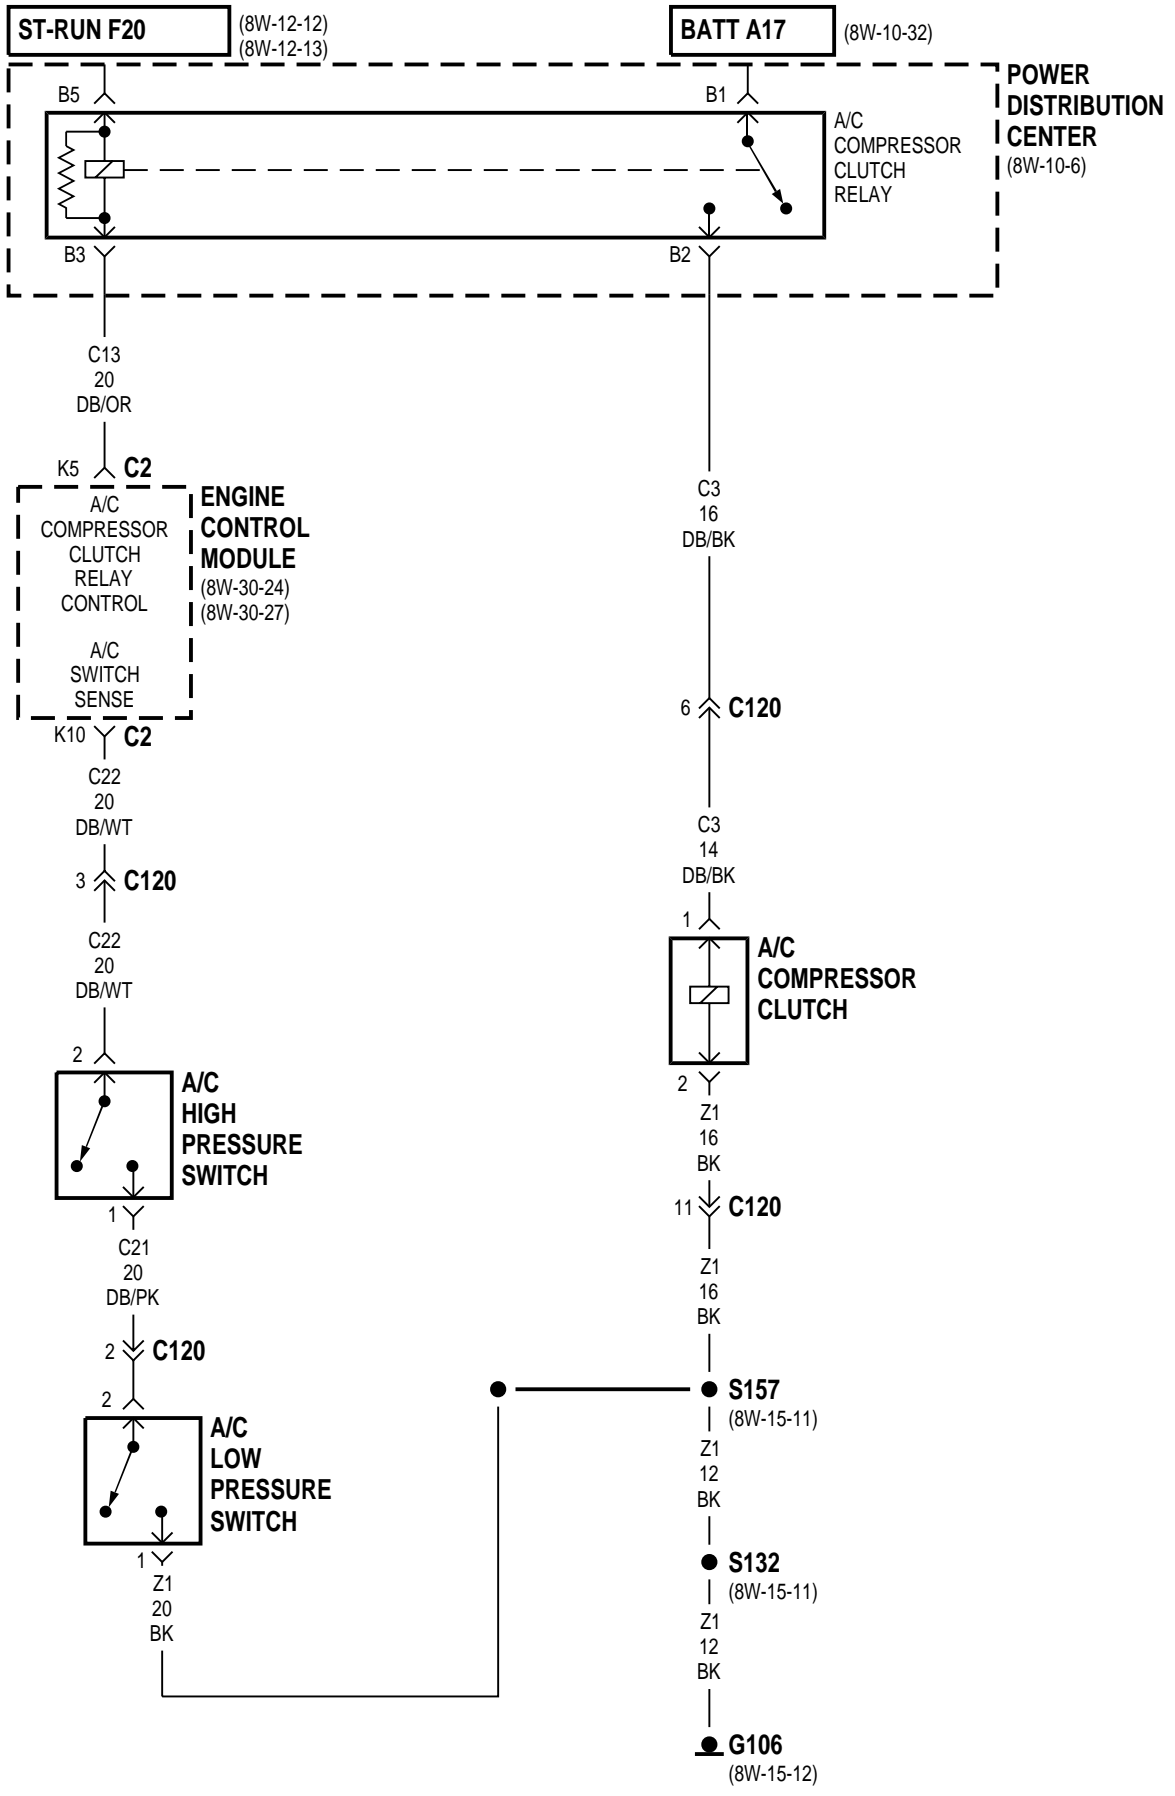 ST-RUN F20
(8W-12-12)
(8W-12-13)
BATT A17
(8W-10-32)
POWER
DISTRIBUTION
CENTER
(8W-10-6)
B5
B1
A/C
COMPRESSOR
CLUTCH
RELAY
B3
B2
C13
20
DB/OR
K5
C2
A/C
COMPRESSOR
CLUTCH
RELAY
CONTROL
A/C
SWITCH
SENSE
ENGINE
CONTROL
MODULE
(8W-30-24)
(8W-30-27)
K10
C2
C22
20
DB/WT
3
C120
C22
20
DB/WT
2
A/C
HIGH
PRESSURE
SWITCH
1
C21
20
DB/PK
2
C120
2
A/C
LOW
PRESSURE
SWITCH
1
Z1
20
BK
C3
16
DB/BK
6
C120
C3
14
DB/BK
1
A/C
COMPRESSOR
CLUTCH
2
Z1
16
BK
11
C120
Z1
16
BK
S157
(8W-15-11)
Z1
12
BK
S132
(8W-15-11)
Z1
12
BK
G106
(8W-15-12)